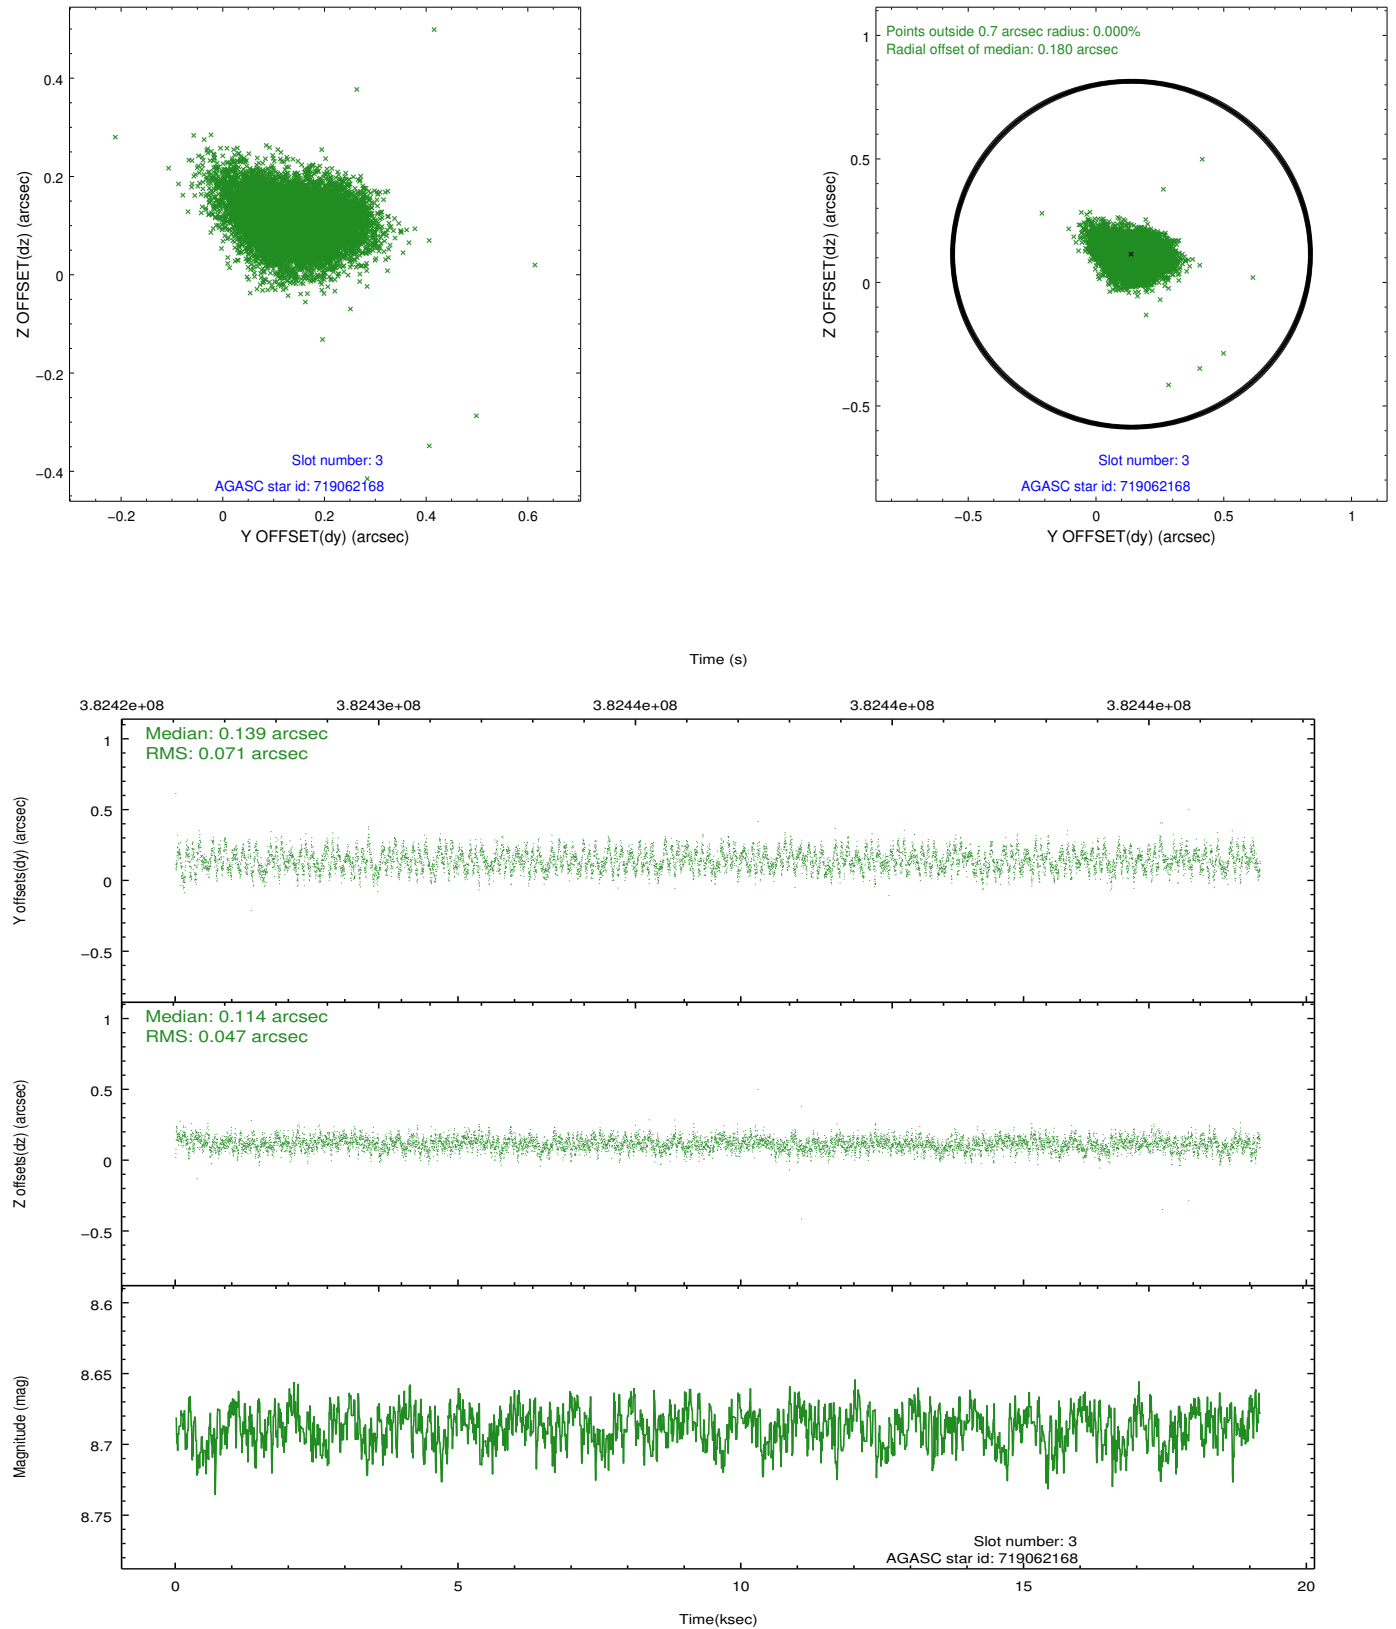 0.4
0.2
0
−0.2
−0.4
Z OFFSET(dz) (arcsec)
Slot number: 3
AGASC star id: 719062168
−0.2 0 0.2 0.4 0.6
Y OFFSET(dy) (arcsec)
Points outside 0.7 arcsec radius: 0.000%
Radial offset of median: 0.180 arcsec
1
0.5
0
−0.5
Z OFFSET(dz) (arcsec)
Slot number: 3
AGASC star id: 719062168
−0.5 0 0.5 1
Y OFFSET(dy) (arcsec)
Time (s)
3.8242e+08 3.8243e+08 3.8244e+08 3.8244e+08 3.8244e+08
Median: 0.139 arcsec
RMS: 0.071 arcsec
1
0.5
0
−0.5
Y offsets(dy) (arcsec)
Median: 0.114 arcsec
RMS: 0.047 arcsec
1
0.5
0
−0.5
Z offsets(dz) (arcsec)
8.6
8.65
8.7
8.75
Magnitude (mag)
Slot number: 3
AGASC star id: 719062168
0 5 10 15 20
Time(ksec)